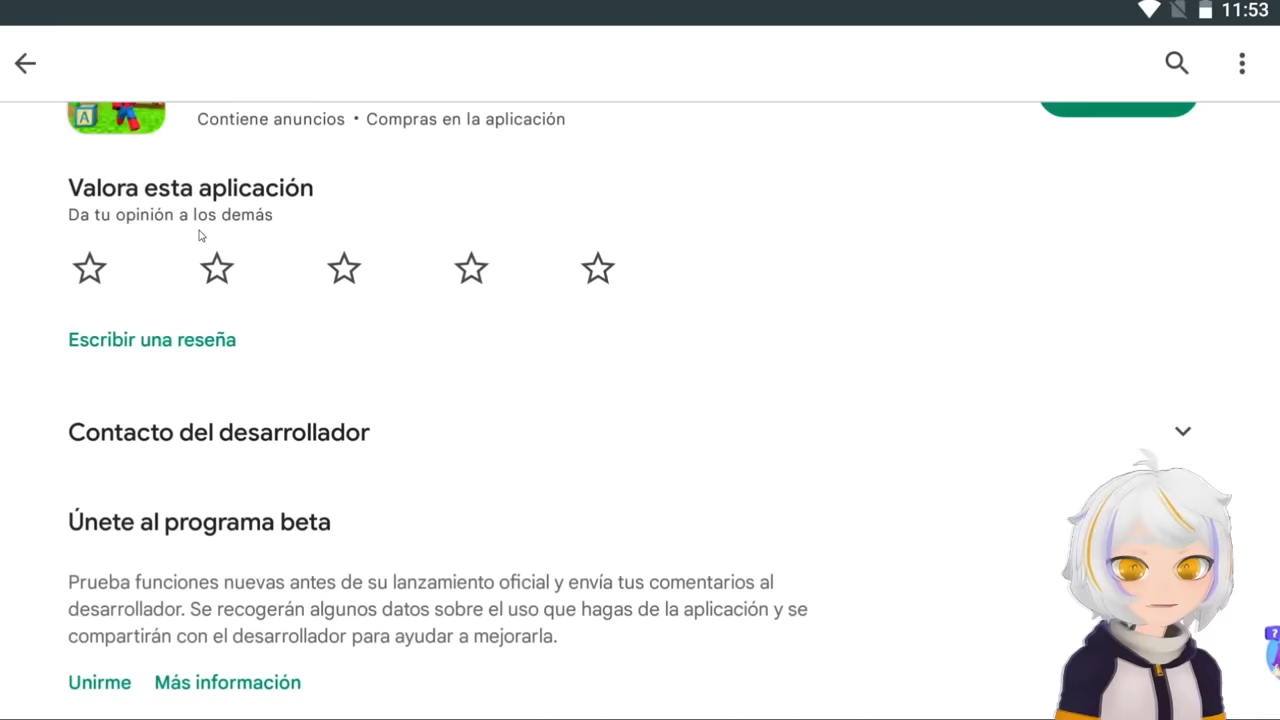 11:53
A
Contiene anuncios • Compras en la aplicación
Valora esta aplicación
Da tu opinión a los demás
Escribir una reseña
Contacto del desarrollador
Únete al programa beta
Prueba funciones nuevas antes de su lanzamiento oficial y envía tus comentarios al
desarrollador. Se recogerán algunos datos sobre el uso que hagas de la aplicación y se
compartirán con el desarrollador para ayudar a mejorarla.
Unirme Más información
?